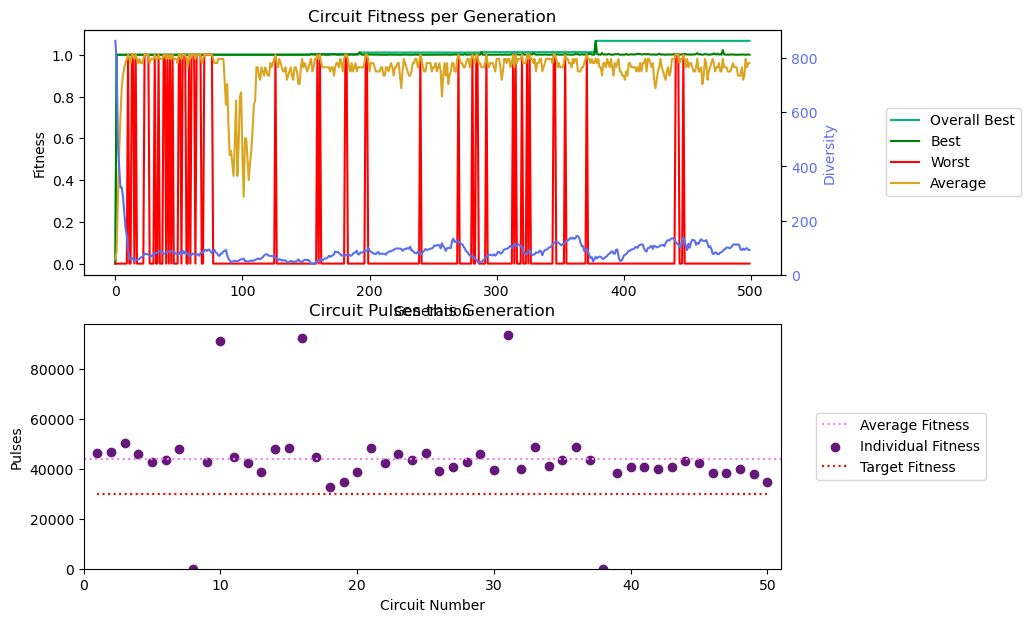 Circuit Fitness per Generation
Fitness
1.0
0.8
0.6
0.4
0.2
0.0
800
600
400
200
0
Diversity
0 100 200 300 400 500
Generation
Overall Best
Best
Worst
Average
Circuit Pulses this Generation
Pulses
80000
60000
40000
20000
0
0 10 20 30 40 50
Circuit Number
Average Fitness
Individual Fitness
Target Fitness